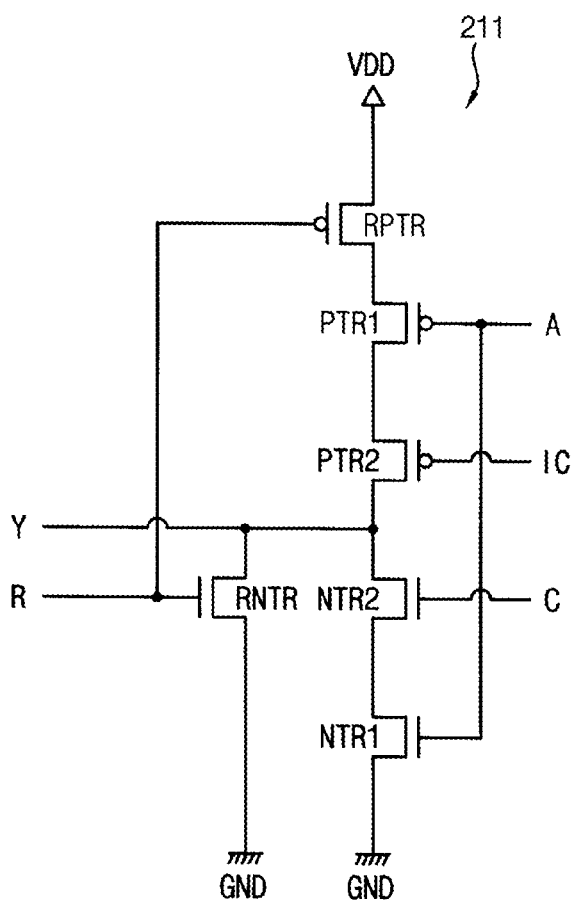 211
VDD
RPTR
PTR1
A
PTR2
IC
Y
R
RNTR
NTR2
C
NTR1
GND
GND